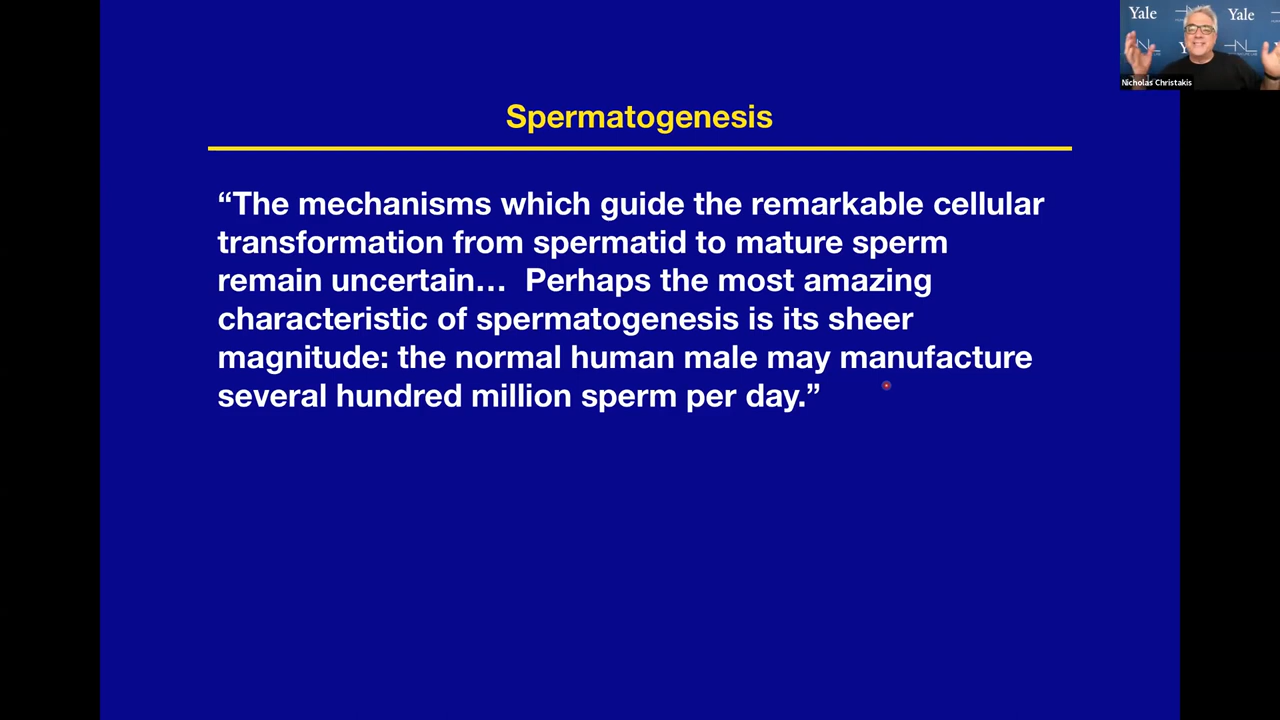 Yale
Yale
Nicholas Christakis
Spermatogenesis
“The mechanisms which guide the remarkable cellular
transformation from spermatid to mature sperm
remain uncertain… Perhaps the most amazing
characteristic of spermatogenesis is its sheer
magnitude: the normal human male may manufacture
several hundred million sperm per day.”